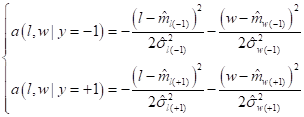 a(l,w|y=−1)=−(l−m̂_{l(−1)})²/(2σ̂²_{l(−1)})−(w−m̂_{w(−1)})²/(2σ̂²_{w(−1)})
a(l,w|y=+1)=−(l−m̂_{l(+1)})²/(2σ̂²_{l(+1)})−(w−m̂_{w(+1)})²/(2σ̂²_{w(+1)})